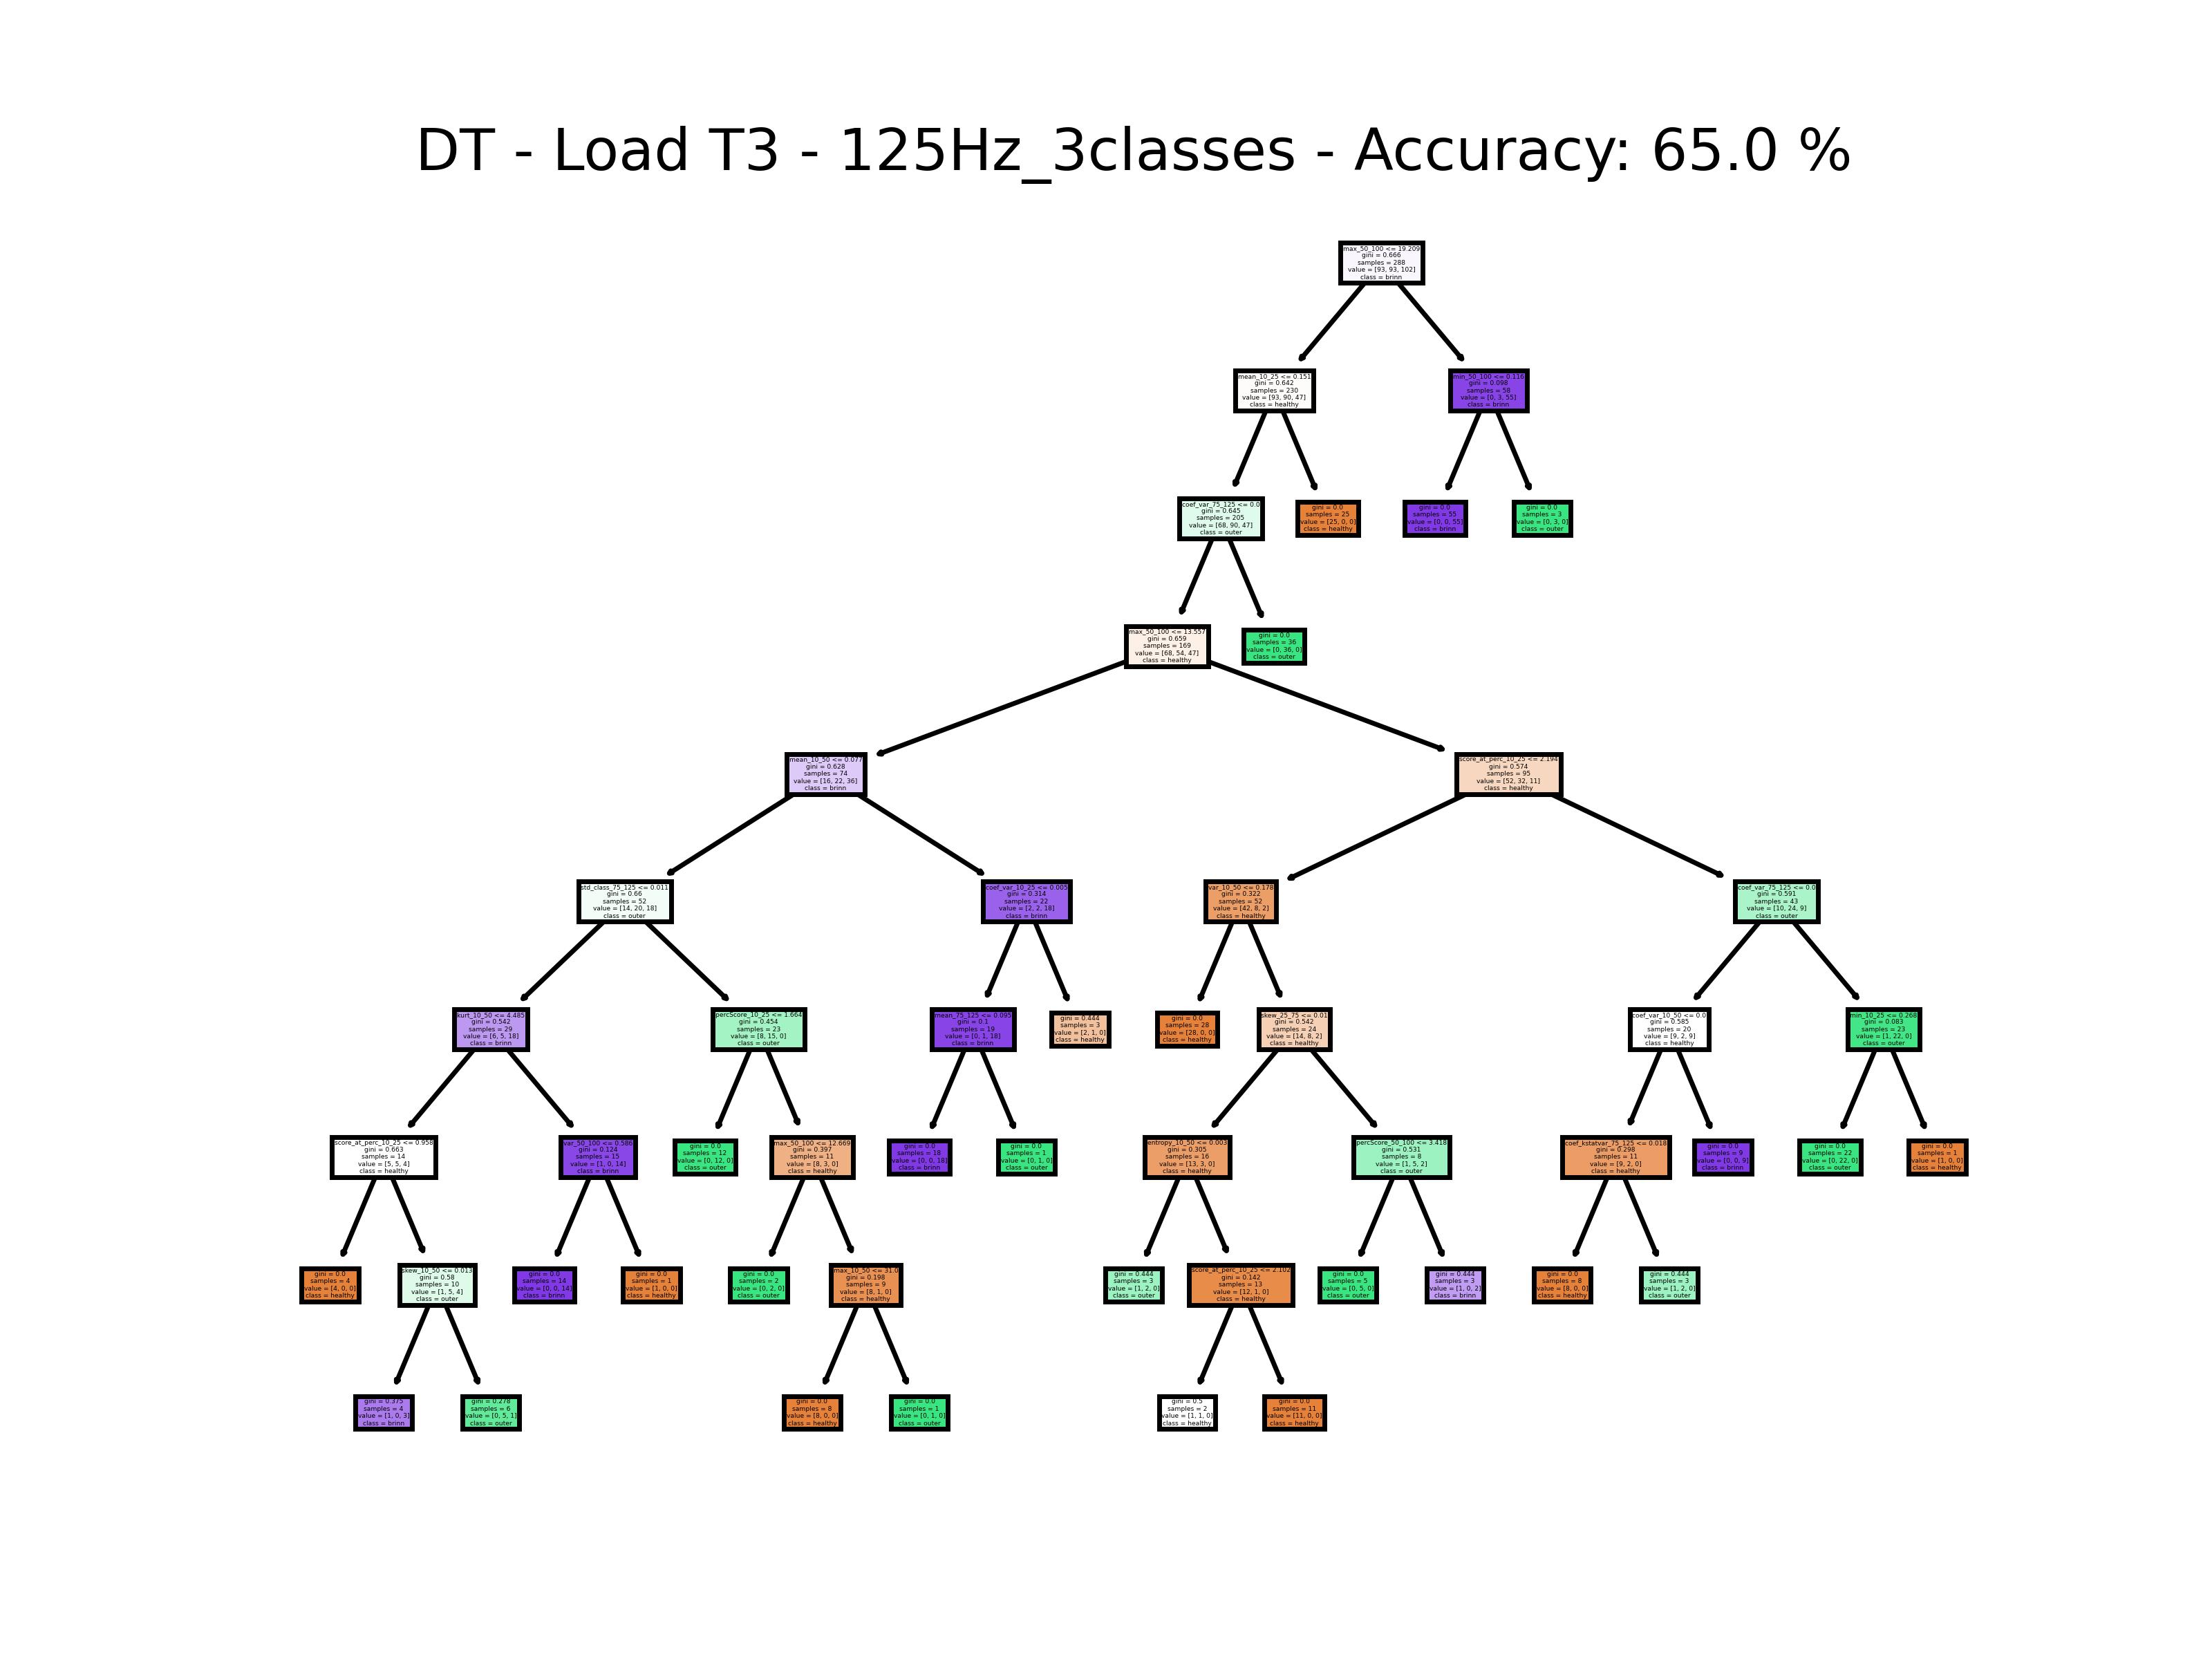 DT - Load T3 - 125Hz_3classes - Accuracy: 65.0 %
max_50_100 <= 19.209
gini = 0.666
samples = 288
value = [93, 93, 102]
class = brinn
mean_10_25 <= 0.151
gini = 0.642
samples = 230
value = [93, 90, 47]
class = healthy
min_50_100 <= 0.116
gini = 0.098
samples = 58
value = [0, 3, 55]
class = brinn
coef_var_75_125 <= 0.0
gini = 0.645
samples = 205
value = [68, 90, 47]
class = outer
gini = 0.0
samples = 25
value = [25, 0, 0]
class = healthy
gini = 0.0
samples = 55
value = [0, 0, 55]
class = brinn
gini = 0.0
samples = 3
value = [0, 3, 0]
class = outer
max_50_100 <= 13.557
gini = 0.659
samples = 169
value = [68, 54, 47]
class = healthy
gini = 0.0
samples = 36
value = [0, 36, 0]
class = outer
mean_10_50 <= 0.077
gini = 0.628
samples = 74
value = [16, 22, 36]
class = brinn
score_at_perc_10_25 <= 2.194
gini = 0.574
samples = 95
value = [52, 32, 11]
class = healthy
std_class_75_125 <= 0.011
gini = 0.66
samples = 52
value = [14, 20, 18]
class = outer
coef_var_10_25 <= 0.005
gini = 0.314
samples = 22
value = [2, 2, 18]
class = brinn
var_10_50 <= 0.178
gini = 0.322
samples = 52
value = [42, 8, 2]
class = healthy
coef_var_75_125 <= 0.0
gini = 0.591
samples = 43
value = [10, 24, 9]
class = outer
kurt_10_50 <= 4.485
gini = 0.542
samples = 29
value = [6, 5, 18]
class = brinn
percScore_10_25 <= 1.664
gini = 0.454
samples = 23
value = [8, 15, 0]
class = outer
mean_75_125 <= 0.095
gini = 0.1
samples = 19
value = [0, 1, 18]
class = brinn
gini = 0.444
samples = 3
value = [2, 1, 0]
class = healthy
gini = 0.0
samples = 28
value = [28, 0, 0]
class = healthy
skew_25_75 <= 0.01
gini = 0.542
samples = 24
value = [14, 8, 2]
class = healthy
coef_var_10_50 <= 0.0
gini = 0.585
samples = 20
value = [9, 2, 9]
class = healthy
min_10_25 <= 0.268
gini = 0.083
samples = 23
value = [1, 22, 0]
class = outer
score_at_perc_10_25 <= 0.958
gini = 0.663
samples = 14
value = [5, 5, 4]
class = healthy
var_50_100 <= 0.586
gini = 0.124
samples = 15
value = [1, 0, 14]
class = brinn
gini = 0.0
samples = 12
value = [0, 12, 0]
class = outer
max_50_100 <= 12.669
gini = 0.397
samples = 11
value = [8, 3, 0]
class = healthy
gini = 0.0
samples = 18
value = [0, 0, 18]
class = brinn
gini = 0.0
samples = 1
value = [0, 1, 0]
class = outer
entropy_10_50 <= 0.003
gini = 0.305
samples = 16
value = [13, 3, 0]
class = healthy
percScore_50_100 <= 3.418
gini = 0.531
samples = 8
value = [1, 5, 2]
class = outer
coef_kstatvar_75_125 <= 0.018
gini = 0.298
samples = 11
value = [9, 2, 0]
class = healthy
gini = 0.0
samples = 9
value = [0, 0, 9]
class = brinn
gini = 0.0
samples = 22
value = [0, 22, 0]
class = outer
gini = 0.0
samples = 1
value = [1, 0, 0]
class = healthy
gini = 0.0
samples = 4
value = [4, 0, 0]
class = healthy
skew_10_50 <= 0.013
gini = 0.58
samples = 10
value = [1, 5, 4]
class = outer
gini = 0.0
samples = 14
value = [0, 0, 14]
class = brinn
gini = 0.0
samples = 1
value = [1, 0, 0]
class = healthy
gini = 0.0
samples = 2
value = [0, 2, 0]
class = outer
max_10_50 <= 31.0
gini = 0.198
samples = 9
value = [8, 1, 0]
class = healthy
gini = 0.444
samples = 3
value = [1, 2, 0]
class = outer
score_at_perc_10_25 <= 2.102
gini = 0.142
samples = 13
value = [12, 1, 0]
class = healthy
gini = 0.0
samples = 5
value = [0, 5, 0]
class = outer
gini = 0.444
samples = 3
value = [1, 0, 2]
class = brinn
gini = 0.0
samples = 8
value = [8, 0, 0]
class = healthy
gini = 0.444
samples = 3
value = [1, 2, 0]
class = outer
gini = 0.375
samples = 4
value = [1, 0, 3]
class = brinn
gini = 0.278
samples = 6
value = [0, 5, 1]
class = outer
gini = 0.0
samples = 8
value = [8, 0, 0]
class = healthy
gini = 0.0
samples = 1
value = [0, 1, 0]
class = outer
gini = 0.5
samples = 2
value = [1, 1, 0]
class = healthy
gini = 0.0
samples = 11
value = [11, 0, 0]
class = healthy